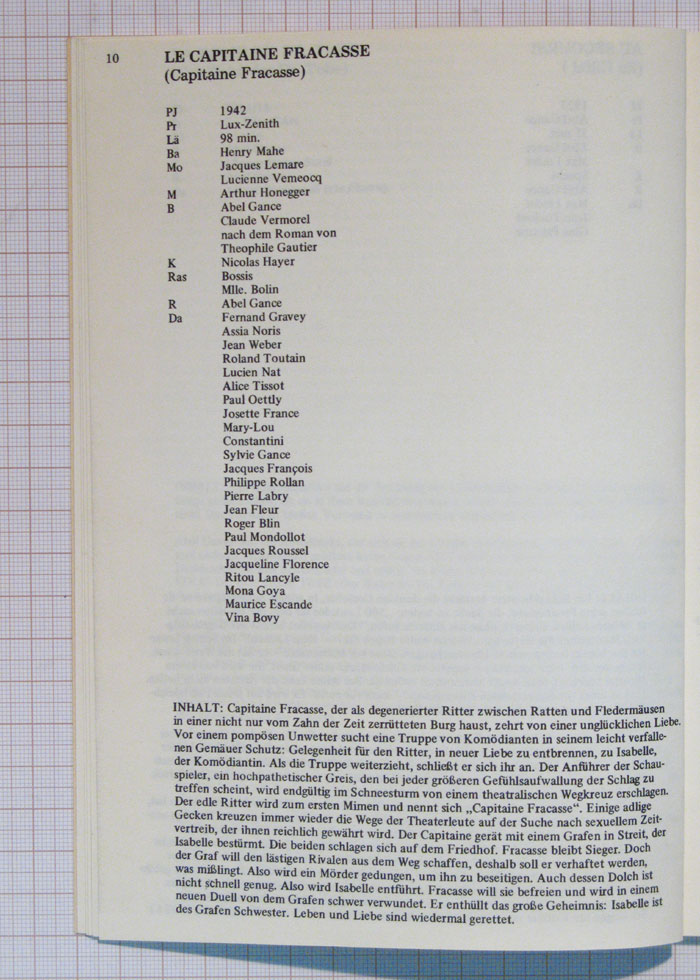 10 LE CAPITAINE FRACASSE
(Capitaine Fracasse)
PJ 1942
Pr Lux-Zenith
Lä 98 min.
Ba Henry Mahe
Mo Jacques Lemare
Lucienne Vemeocq
M Arthur Honegger
B Abel Gance
Claude Vermorel
nach dem Roman von
Theophile Gautier
K Nicolas Hayer
Ras Bossis
Mlle. Bolin
R Abel Gance
Da Fernand Gravey
Assia Noris
Jean Weber
Roland Toutain
Lucien Nat
Alice Tissot
Paul Oettly
Josette France
Mary-Lou
Constantini
Sylvie Gance
Jacques François
Philippe Rollan
Pierre Labry
Jean Fleur
Roger Blin
Paul Mondollot
Jacques Roussel
Jacqueline Florence
Ritou Lancyle
Mona Goya
Maurice Escande
Vina Bovy
INHALT: Capitaine Fracasse, der als degenerierter Ritter zwischen Ratten und Fledermäusen
in einer nicht nur vom Zahn der Zeit zerrütteten Burg haust, zehrt von einer unglücklichen Liebe.
Vor einem pompösen Unwetter sucht eine Truppe von Komödianten in seinem leicht verfalle-
nen Gemäuer Schutz: Gelegenheit für den Ritter, in neuer Liebe zu entbrennen, zu Isabelle,
der Komödiantin. Als die Truppe weiterzieht, schließt er sich ihr an. Der Anführer der Schau-
spieler, ein hochpathetischer Greis, den bei jeder größeren Gefühlsaufwallung der Schlag zu
treffen scheint, wird endgültig im Schneesturm von einem theatralischen Wegkreuz erschlagen.
Der edle Ritter wird zum ersten Mimen und nennt sich „Capitaine Fracasse“. Einige adlige
Gecken kreuzen immer wieder die Wege der Theaterleute auf der Suche nach sexuellem Zeit-
vertreib, der ihnen reichlich gewährt wird. Der Capitaine gerät mit einem Grafen in Streit, der
Isabelle bestürmt. Die beiden schlagen sich auf dem Friedhof. Fracasse bleibt Sieger. Doch
der Graf will den lästigen Rivalen aus dem Weg schaffen, deshalb soll er verhaftet werden,
was mißlingt. Also wird ein Mörder gedungen, um ihn zu beseitigen. Auch dessen Dolch ist
nicht schnell genug. Also wird Isabelle entführt. Fracasse will sie befreien und wird in einem
neuen Duell von dem Grafen schwer verwundet. Er enthüllt das große Geheimnis: Isabelle ist
des Grafen Schwester. Leben und Liebe sind wiedermal gerettet.